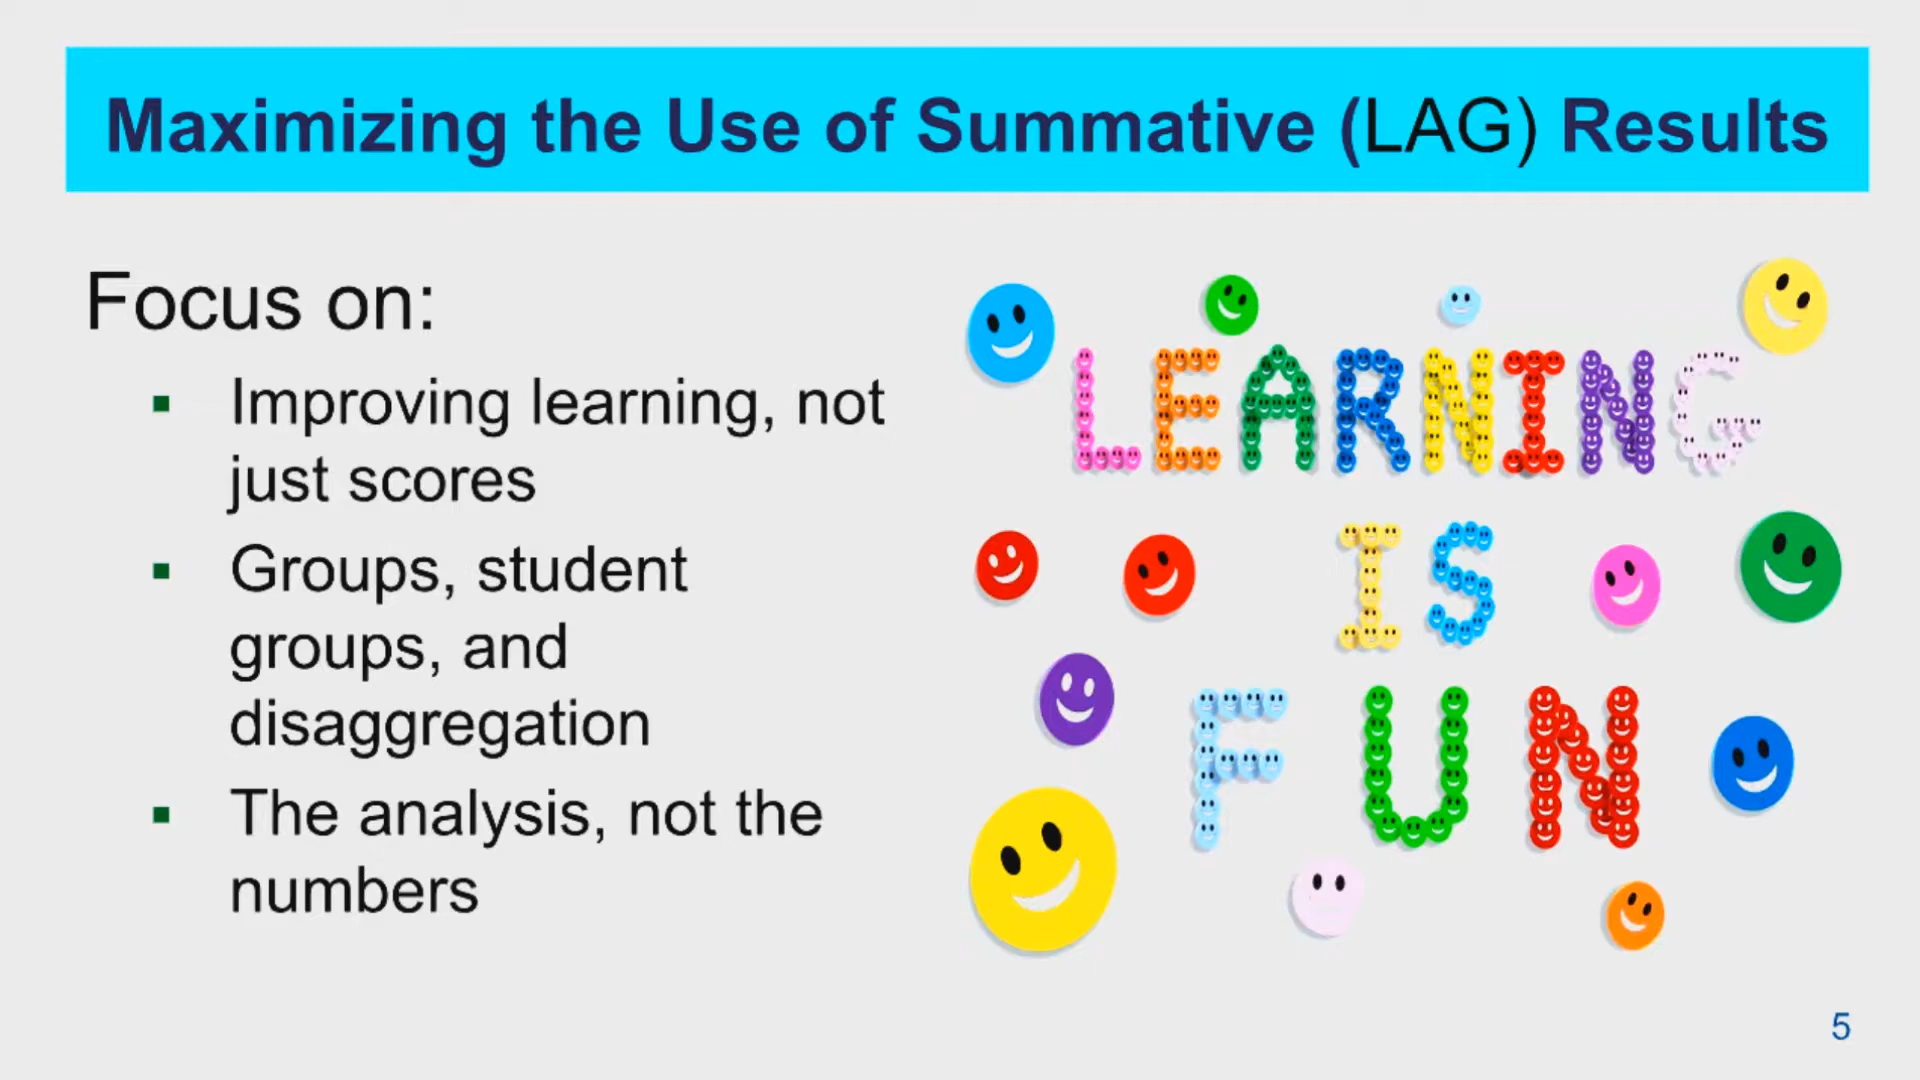 Maximizing the Use of Summative (LAG) Results
Focus on:
▪ Improving learning, not
just scores
▪ Groups, student
groups, and
disaggregation
▪ The analysis, not the
numbers
LEARNING
IS
FUN
5